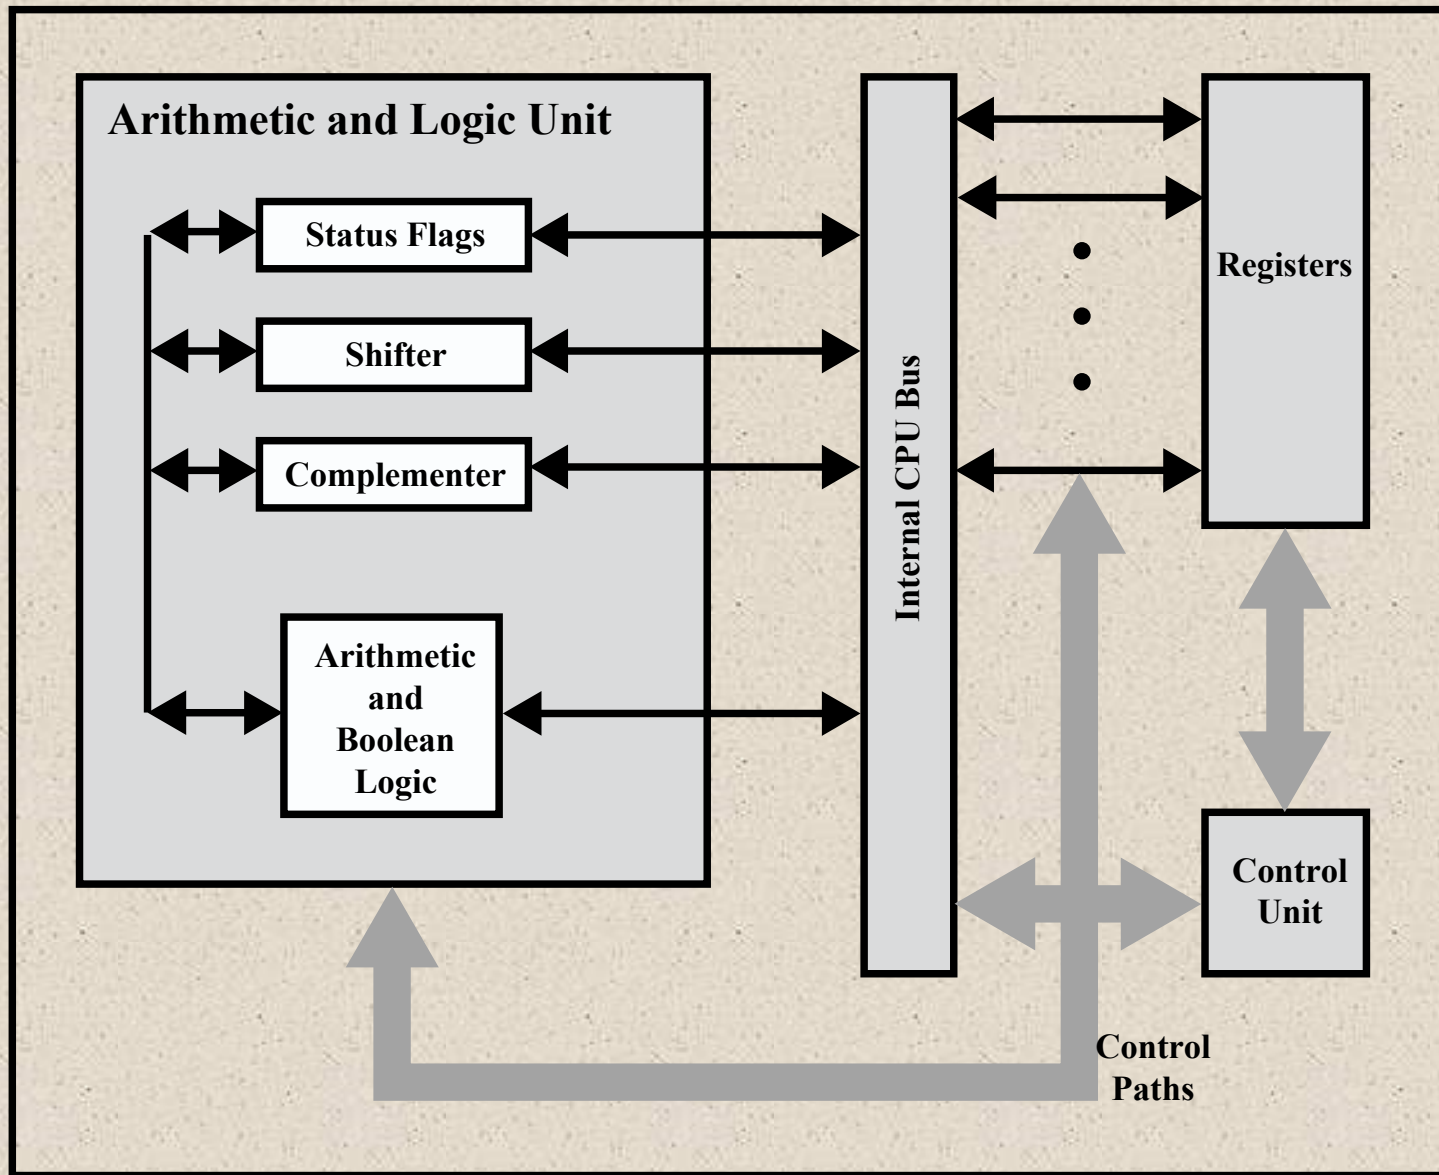 Arithmetic and Logic Unit
Status Flags
Shifter
Complementer
Arithmetic
and
Boolean
Logic
Internal CPU Bus
Registers
Control
Unit
Control
Paths